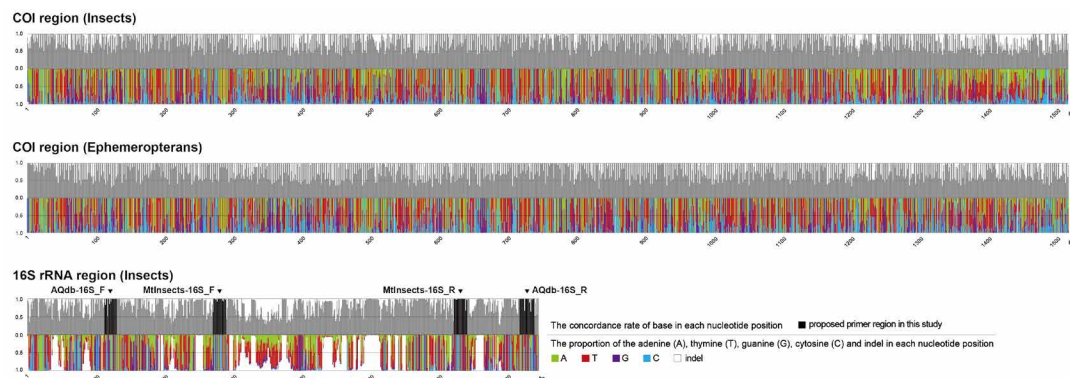 COI region (Insects)
1.0
0.5
0.0
0.5
1.0
1 100 200 300 400 500 600 700 800 900 1000 1100 1200 1300 1400 1500
COI region (Ephemeropterans)
1.0
0.5
0.0
0.5
1.0
1 100 200 300 400 500 600 700 800 900 1000 1100 1200 1300 1400 1500
16S rRNA region (Insects)
AQdb-16S_F MtInsects-16S_F MtInsects-16S_R AQdb-16S_R
1.0
0.5
0.0
0.5
1.0
The concordance rate of base in each nucleotide position proposed primer region in this study
The proportion of the adenine (A), thymine (T), guanine (G), cytosine (C) and indel in each nucleotide position
A T G C indel